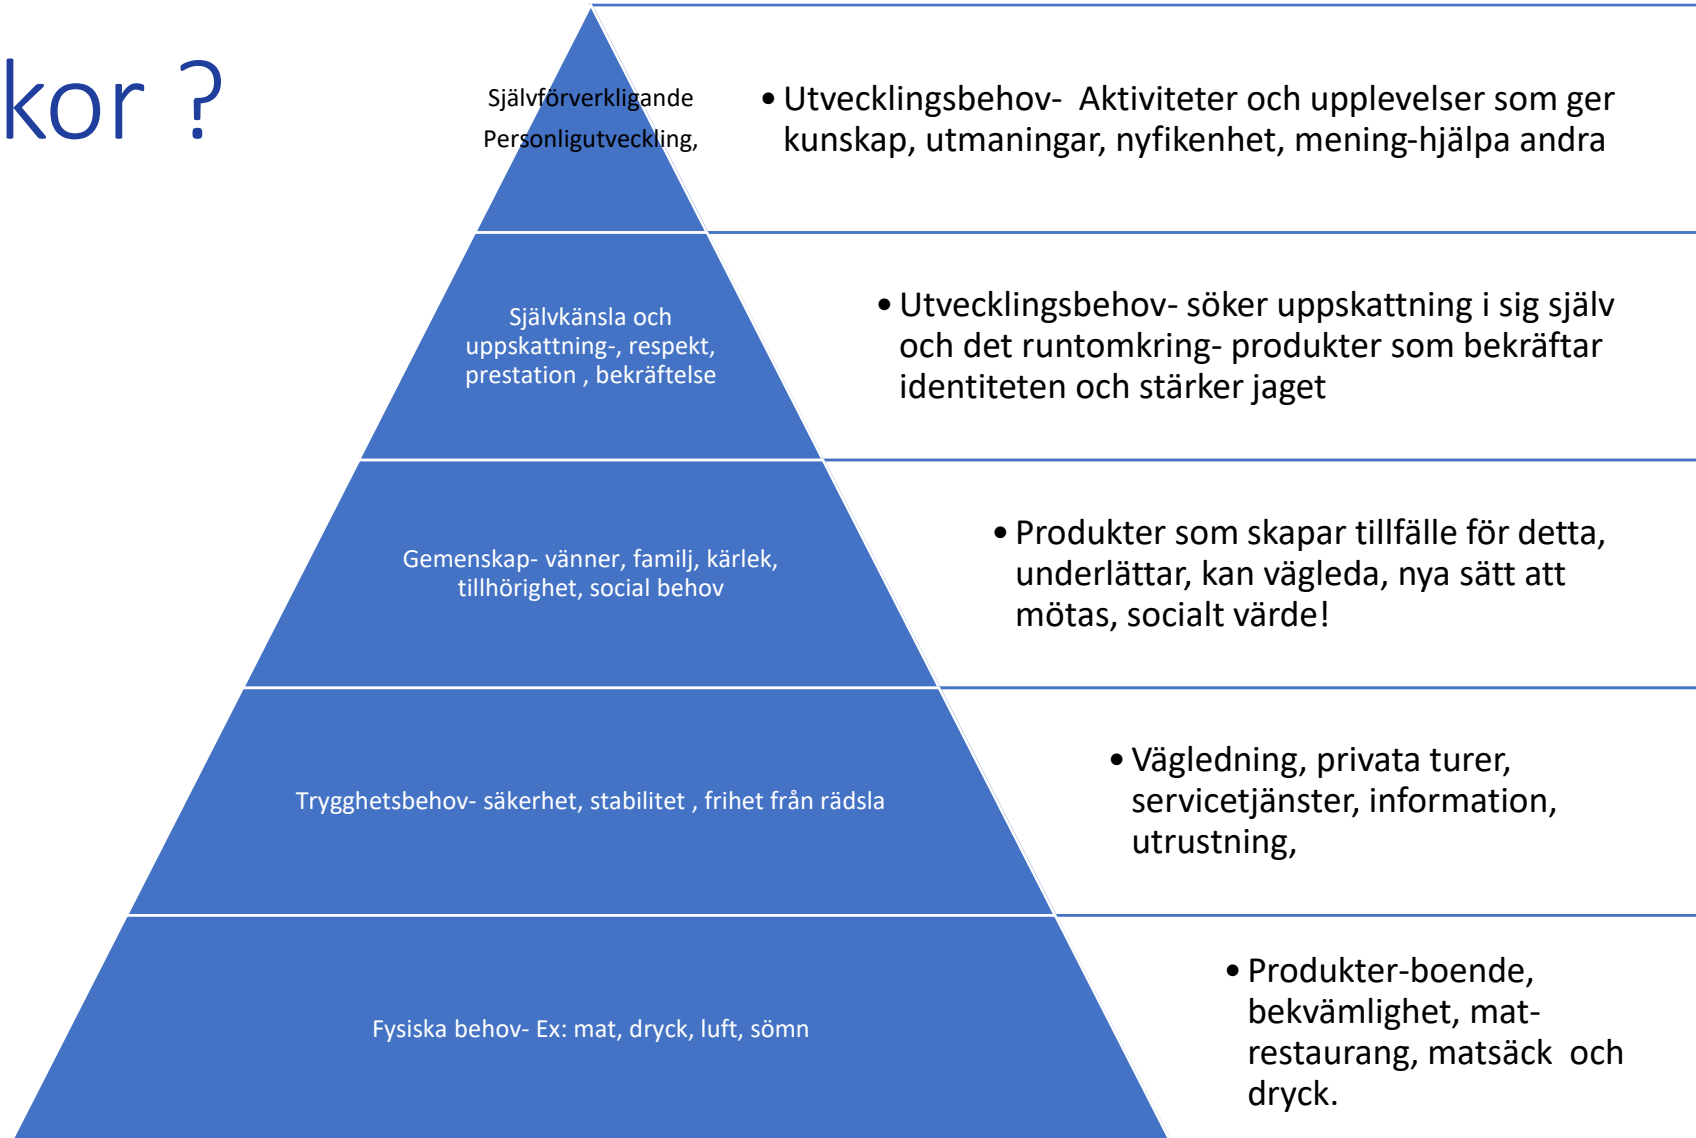 kor ?
Självförverkligande
Personligutveckling,
• Utvecklingsbehov- Aktiviteter och upplevelser som ger
kunskap, utmaningar, nyfikenhet, mening-hjälpa andra
Självkänsla och
uppskattning-, respekt,
prestation , bekräftelse
• Utvecklingsbehov- söker uppskattning i sig själv
och det runtomkring- produkter som bekräftar
identiteten och stärker jaget
Gemenskap- vänner, familj, kärlek,
tillhörighet, social behov
• Produkter som skapar tillfälle för detta,
underlättar, kan vägleda, nya sätt att
mötas, socialt värde!
Trygghetsbehov- säkerhet, stabilitet , frihet från rädsla
• Vägledning, privata turer,
servicetjänster, information,
utrustning,
Fysiska behov- Ex: mat, dryck, luft, sömn
• Produkter-boende,
bekvämlighet, mat-
restaurang, matsäck och
dryck.